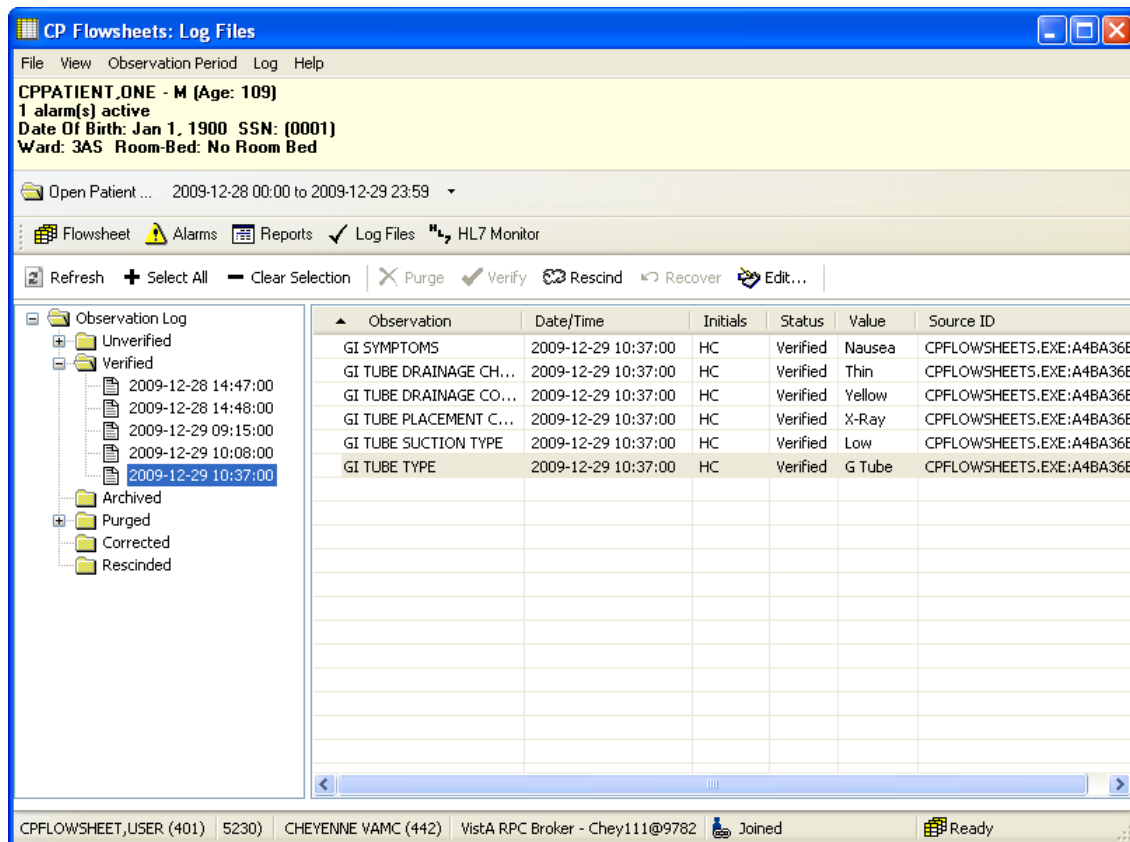 CP Flowsheets: Log Files
File View Observation Period Log Help
CPPATIENT,ONE - M (Age: 109)
1 alarm(s) active
Date Of Birth: Jan 1, 1900 SSN: (0001)
Ward: 3AS Room-Bed: No Room Bed
Open Patient ... 2009-12-28 00:00 to 2009-12-29 23:59
Flowsheet Alarms Reports Log Files HL7 HL7 Monitor
Refresh Select All Clear Selection Purge Verify Rescind Recover Edit...
Observation Log
Unverified
Verified
2009-12-28 14:47:00
2009-12-28 14:48:00
2009-12-29 09:15:00
2009-12-29 10:08:00
2009-12-29 10:37:00
Archived
Purged
Corrected
Rescinded
Observation Date/Time Initials Status Value Source ID
GI SYMPTOMS 2009-12-29 10:37:00 HC Verified Nausea CPFLOWSHEETS.EXE:A4BA36E
GI TUBE DRAINAGE CH... 2009-12-29 10:37:00 HC Verified Thin CPFLOWSHEETS.EXE:A4BA36E
GI TUBE DRAINAGE CO... 2009-12-29 10:37:00 HC Verified Yellow CPFLOWSHEETS.EXE:A4BA36E
GI TUBE PLACEMENT C... 2009-12-29 10:37:00 HC Verified X-Ray CPFLOWSHEETS.EXE:A4BA36E
GI TUBE SUCTION TYPE 2009-12-29 10:37:00 HC Verified Low CPFLOWSHEETS.EXE:A4BA36E
GI TUBE TYPE 2009-12-29 10:37:00 HC Verified G Tube CPFLOWSHEETS.EXE:A4BA36E
CPFLOWSHEET,USER (401) 5230) CHEYENNE VAMC (442) VistA RPC Broker - Chey111@9782 Joined Ready